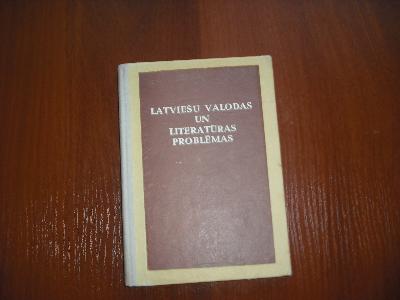 LATVIEŠU VALODAS
UN
LITERATŪRAS
PROBLĒMAS